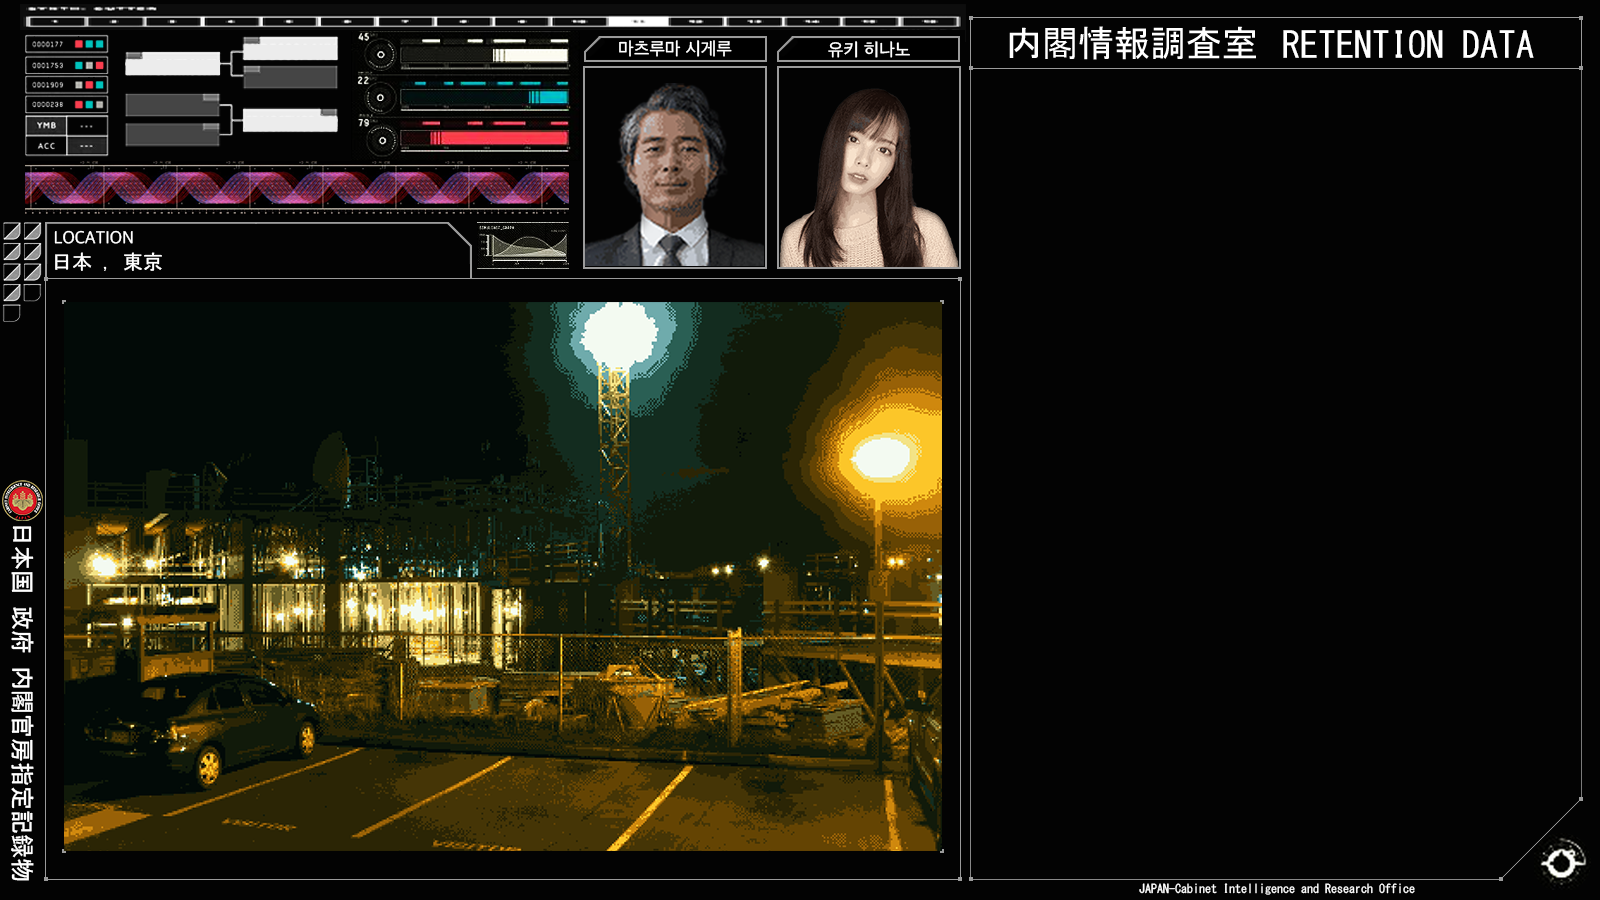 0000177
0001753
0001909
0000238
YMB ---
ACC ---
45
22
79
마츠루마 시게루
유키 히나노
内閣情報調査室 RETENTION DATA
LOCATION
日本 , 東京
日本国 政府 内閣官房指定記録物
VISITOR
VISITOR
JAPAN-Cabinet Intelligence and Research Office